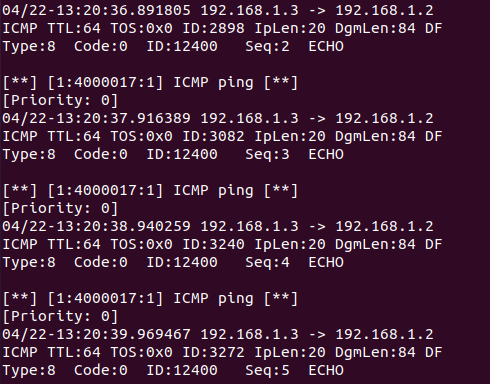 04/22-13:20:36.891805 192.168.1.3 -> 192.168.1.2
ICMP TTL:64 TOS:0x0 ID:2898 IpLen:20 DgmLen:84 DF
Type:8  Code:0  ID:12400   Seq:2  ECHO

[**] [1:4000017:1] ICMP ping [**]
[Priority: 0]
04/22-13:20:37.916389 192.168.1.3 -> 192.168.1.2
ICMP TTL:64 TOS:0x0 ID:3082 IpLen:20 DgmLen:84 DF
Type:8  Code:0  ID:12400   Seq:3  ECHO

[**] [1:4000017:1] ICMP ping [**]
[Priority: 0]
04/22-13:20:38.940259 192.168.1.3 -> 192.168.1.2
ICMP TTL:64 TOS:0x0 ID:3240 IpLen:20 DgmLen:84 DF
Type:8  Code:0  ID:12400   Seq:4  ECHO

[**] [1:4000017:1] ICMP ping [**]
[Priority: 0]
04/22-13:20:39.969467 192.168.1.3 -> 192.168.1.2
ICMP TTL:64 TOS:0x0 ID:3272 IpLen:20 DgmLen:84 DF
Type:8  Code:0  ID:12400   Seq:5  ECHO